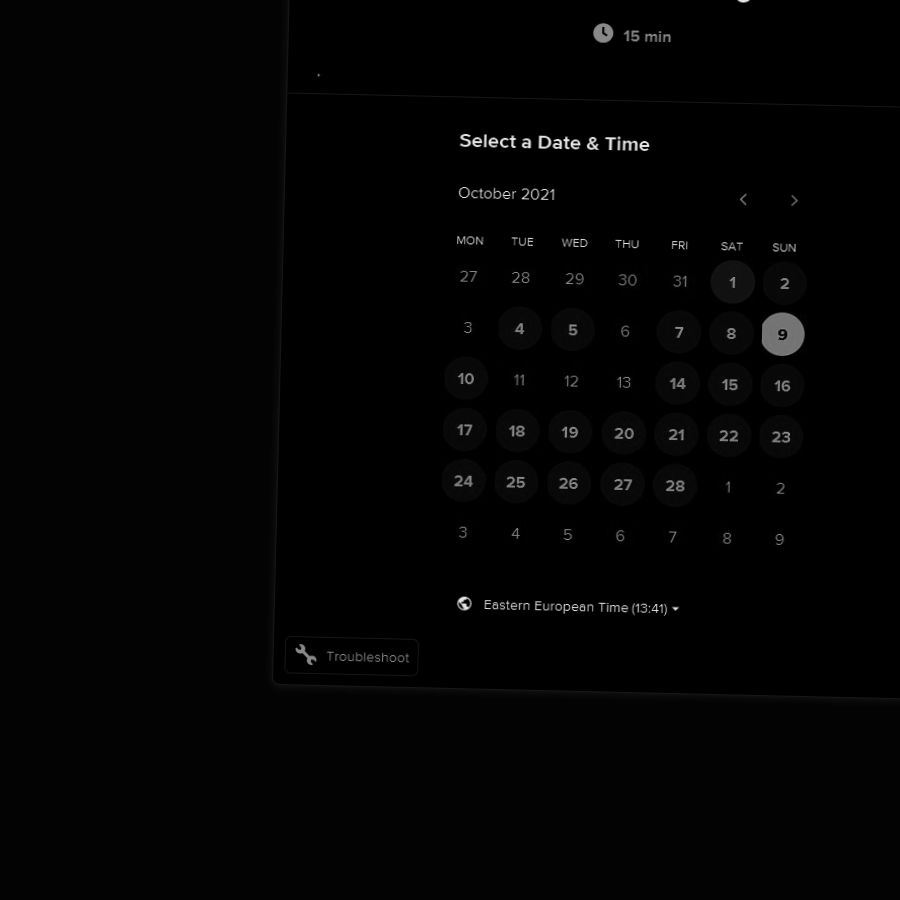 15 min
Select a Date & Time
October 2021
MON TUE WED THU FRI SAT SUN
27 28 29 30 31 1 2
3 4 5 6 7 8 9
10 11 12 13 14 15 16
17 18 19 20 21 22 23
24 25 26 27 28 1 2
3 4 5 6 7 8 9
Eastern European Time (13:41)
Troubleshoot